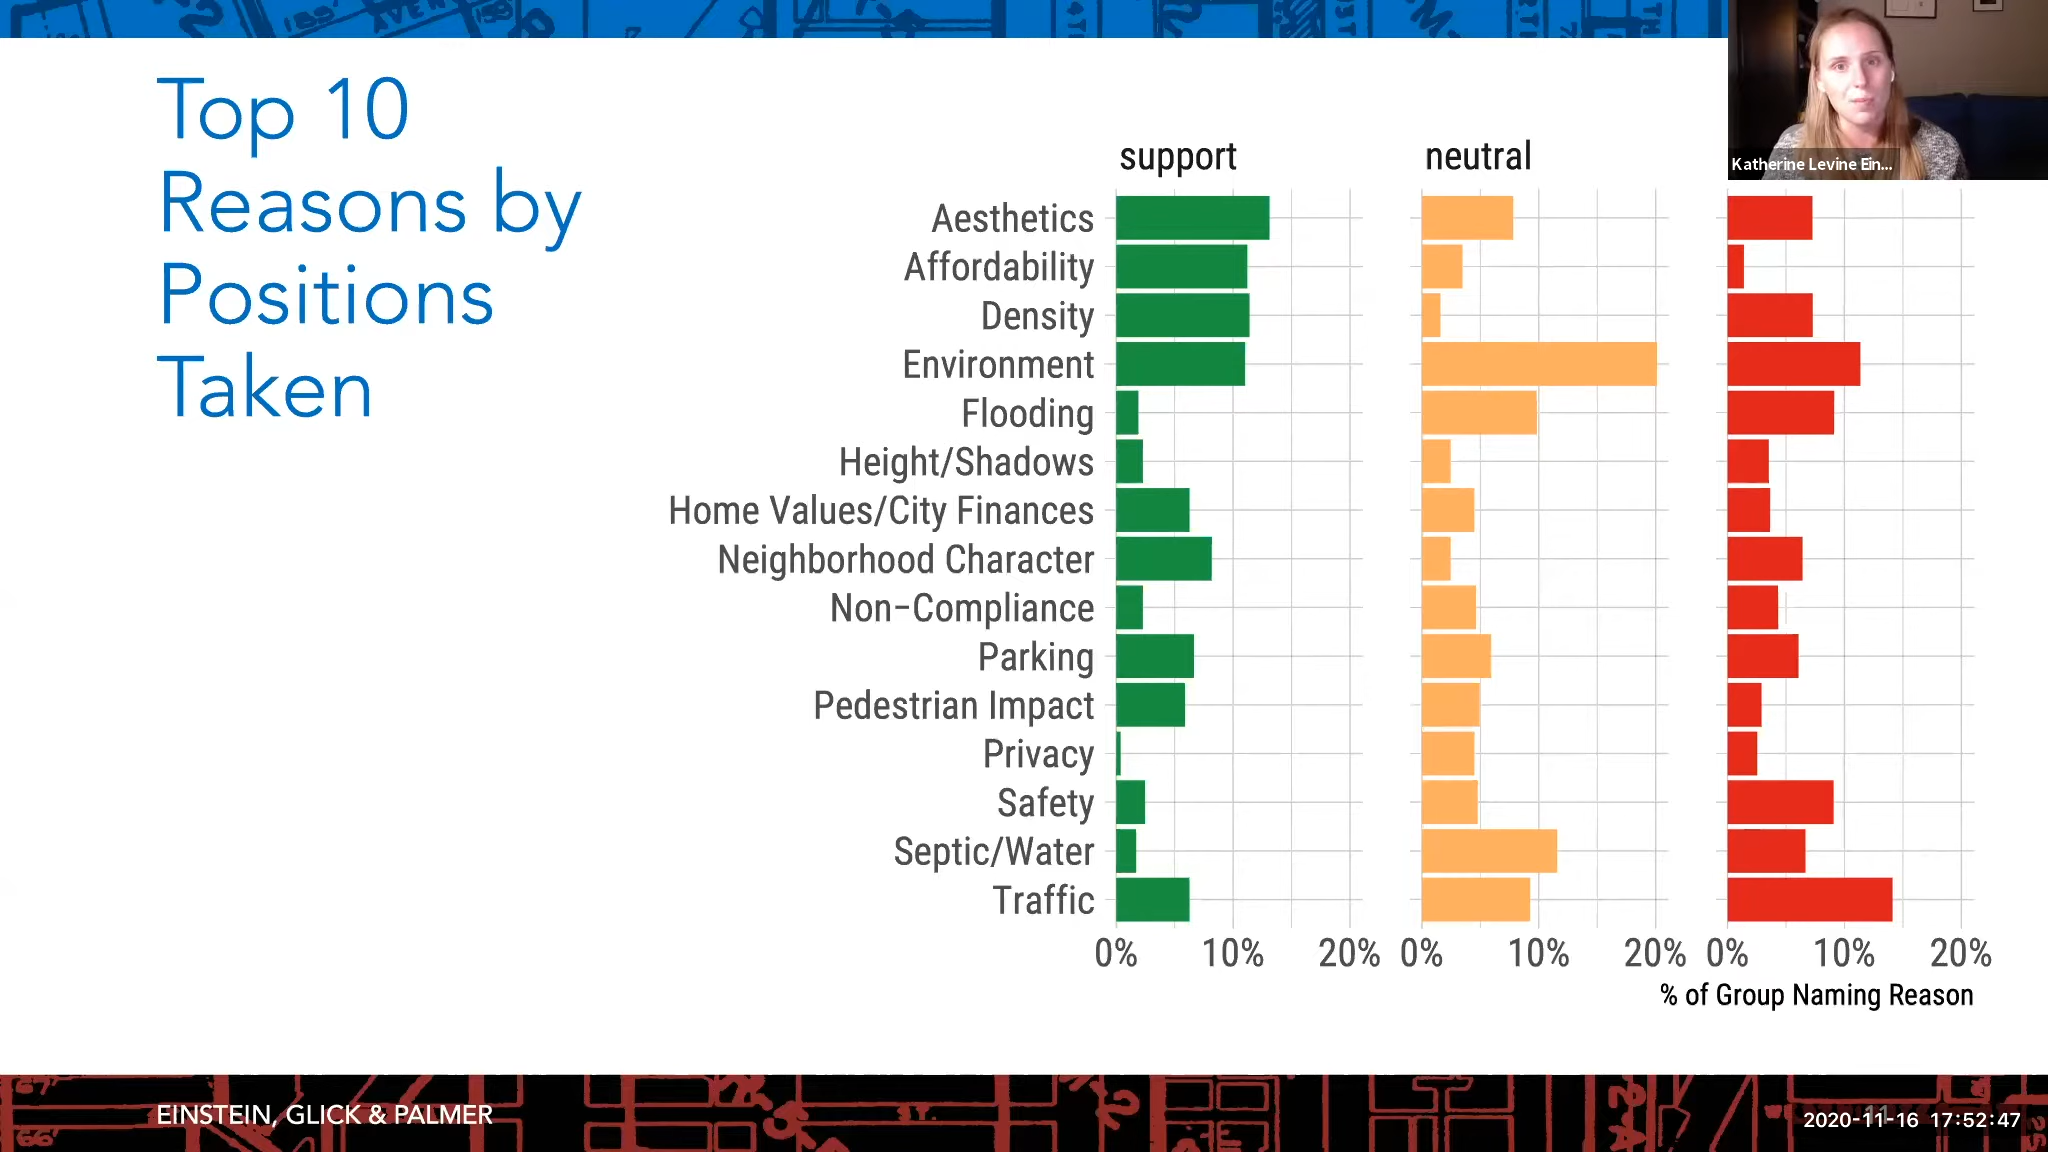 Top 10
Reasons by
Positions
Taken
support
neutral
Katherine Levine Ein...
Aesthetics
Affordability
Density
Environment
Flooding
Height/Shadows
Home Values/City Finances
Neighborhood Character
Non-Compliance
Parking
Pedestrian Impact
Privacy
Safety
Septic/Water
Traffic
0% 10% 20% 0% 10% 20% 0% 10% 20%
% of Group Naming Reason
EINSTEIN, GLICK & PALMER
2020-11-16 17:52:47